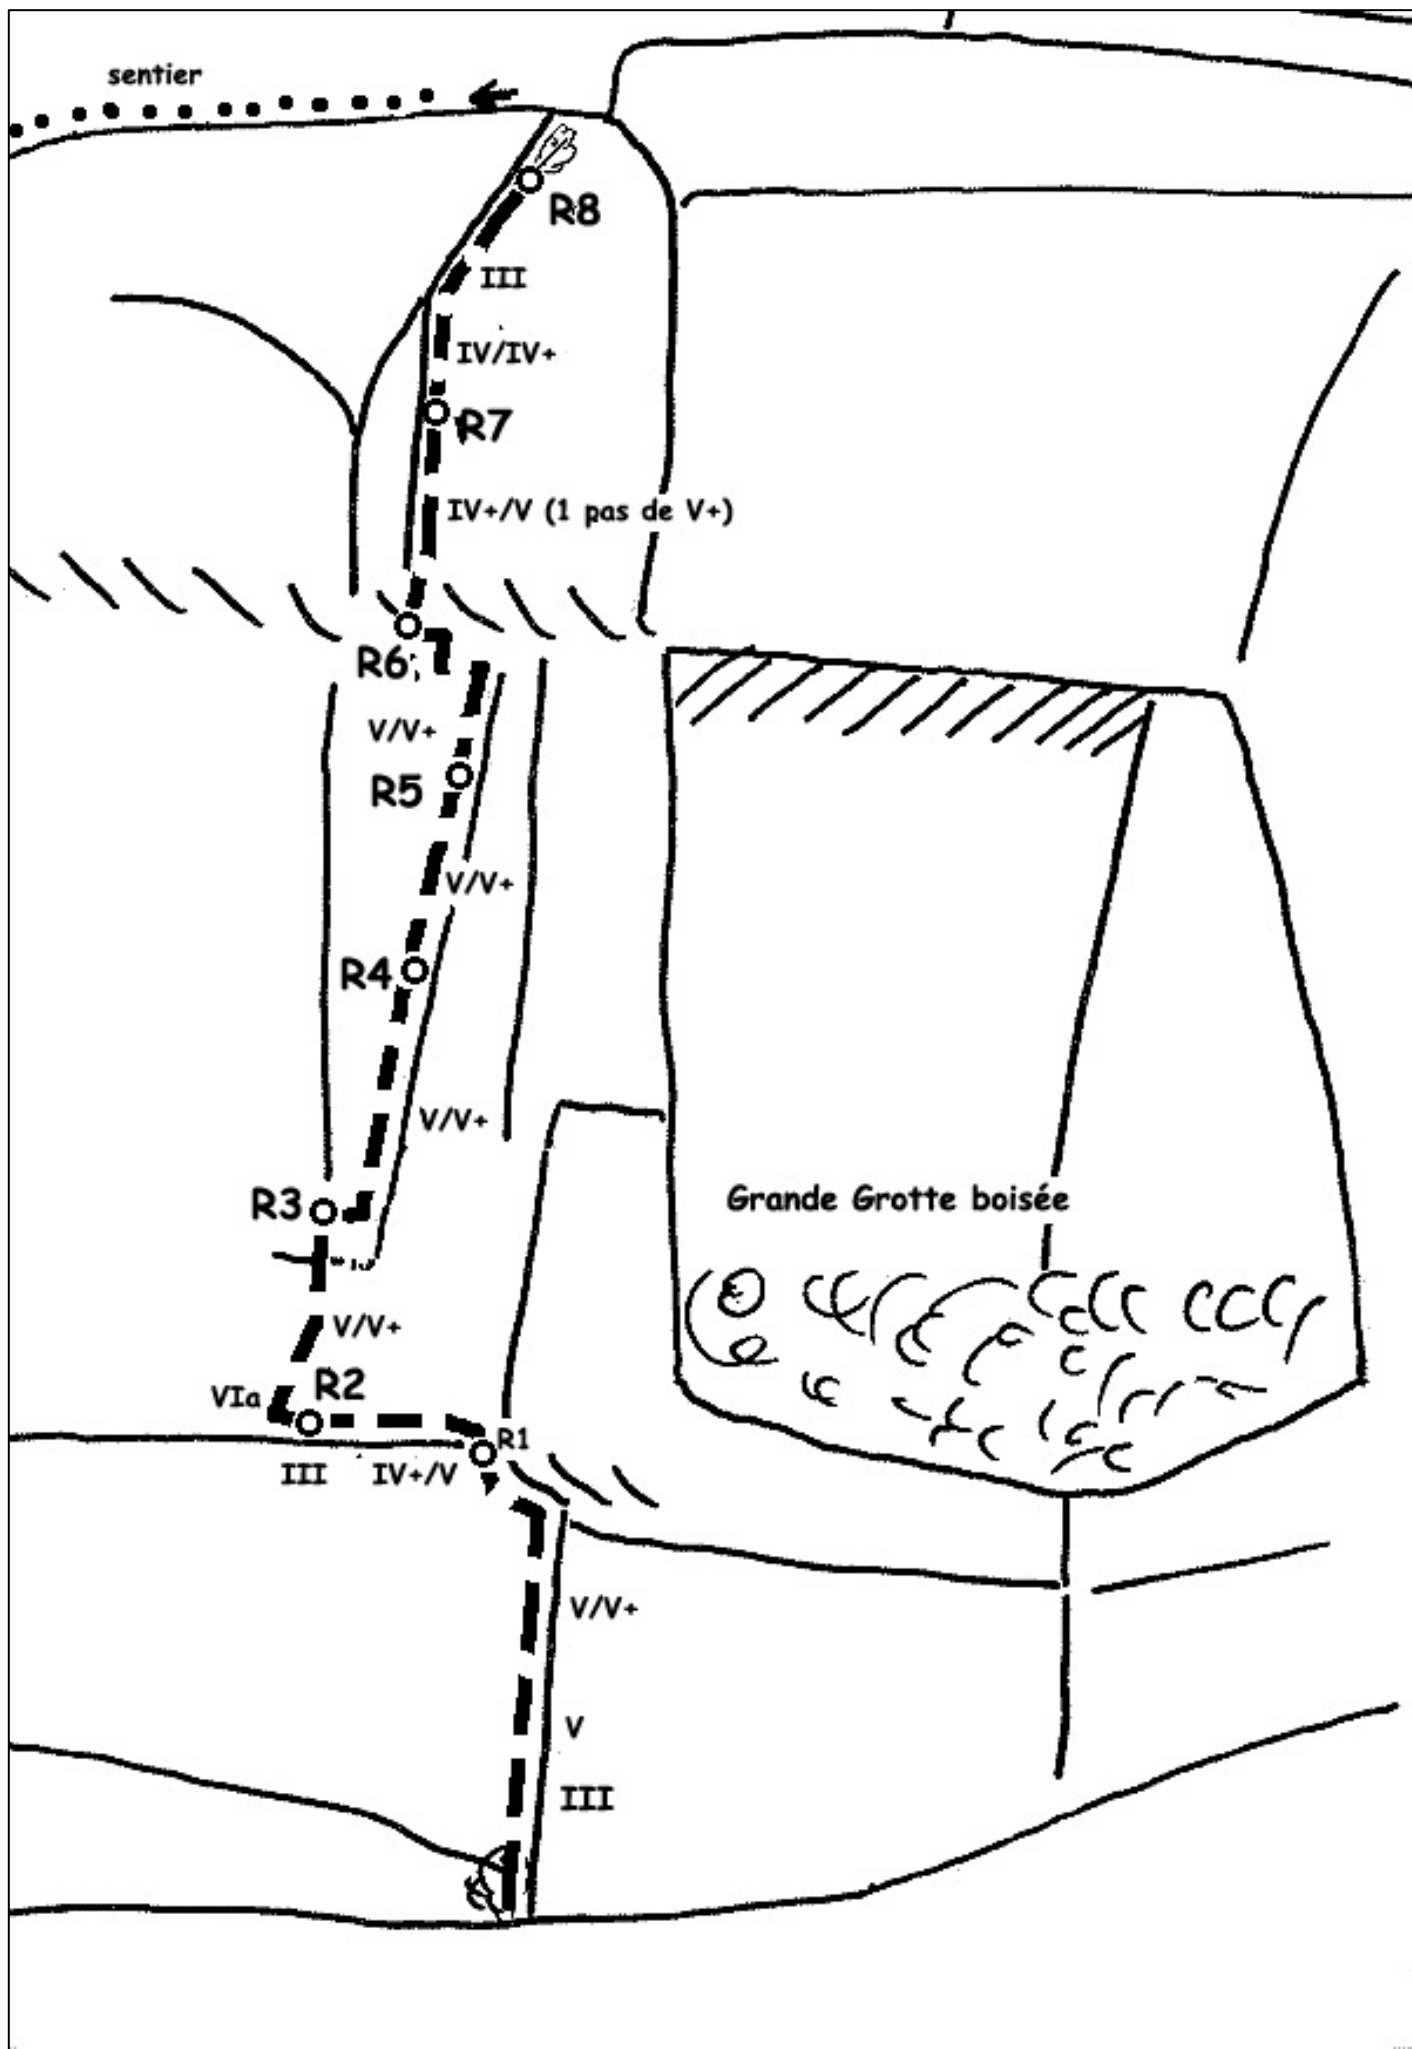 sentier
R8
III
IV/IV+
R7
IV+/V (1 pas de V+)
R6
V/V+
R5
V/V+
R4
V/V+
Grande Grotte boisée
R3
V/V+
VIa
R2
R1
III
IV+/V
V/V+
V
III